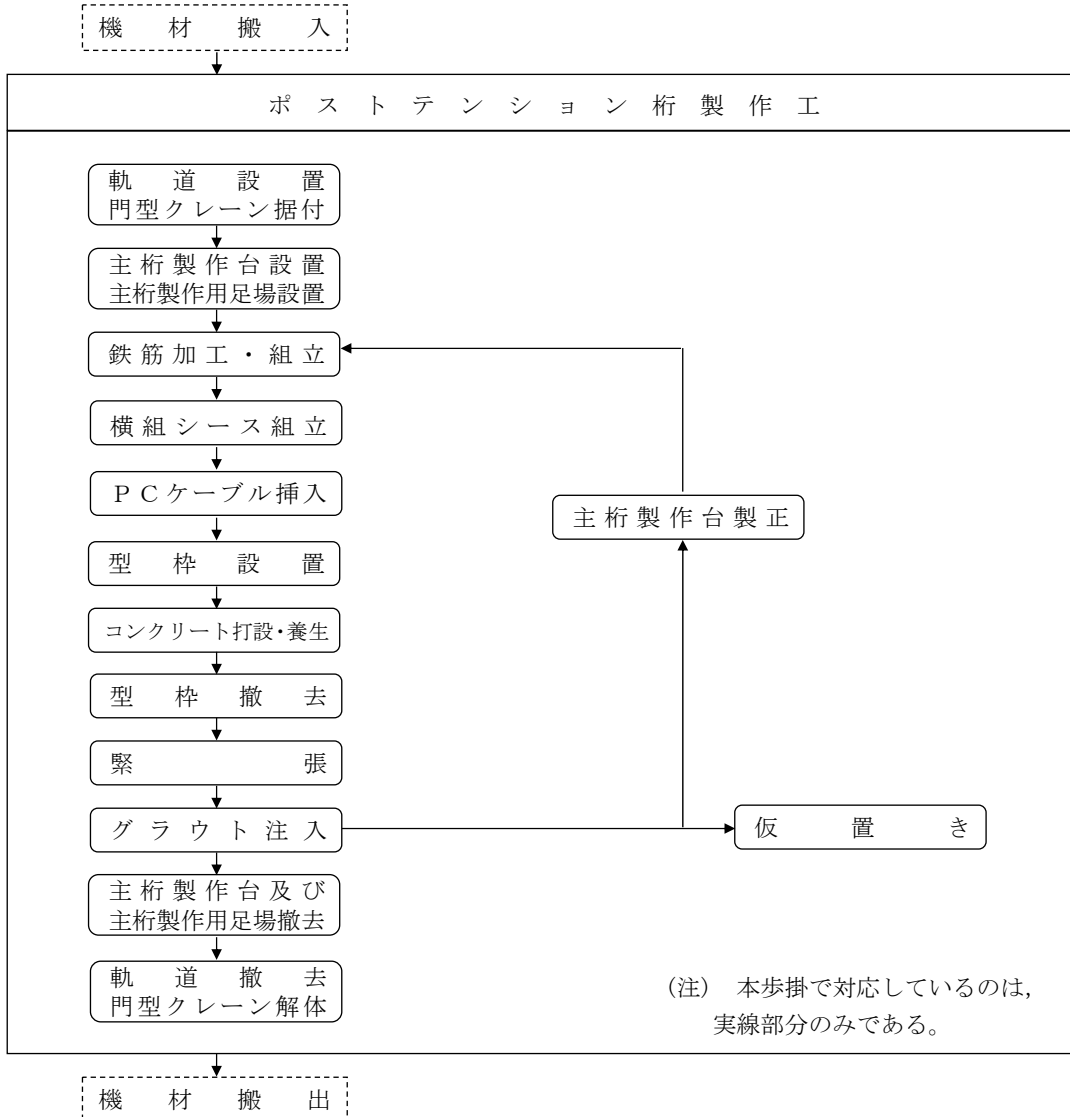 機材搬入
ポストテンション桁製作工
軌道設置
門型クレーン据付
主桁製作台設置
主桁製作用足場設置
鉄筋加工・組立
横組シース組立
PCケーブル挿入
型枠設置
コンクリート打設・養生
型枠撤去
緊張
グラウト注入
主桁製作台及び
主桁製作用足場撤去
軌道撤去
門型クレーン解体
主桁製作台製正
仮置き
（注）　本歩掛で対応しているのは，
実線部分のみである。
機材搬出